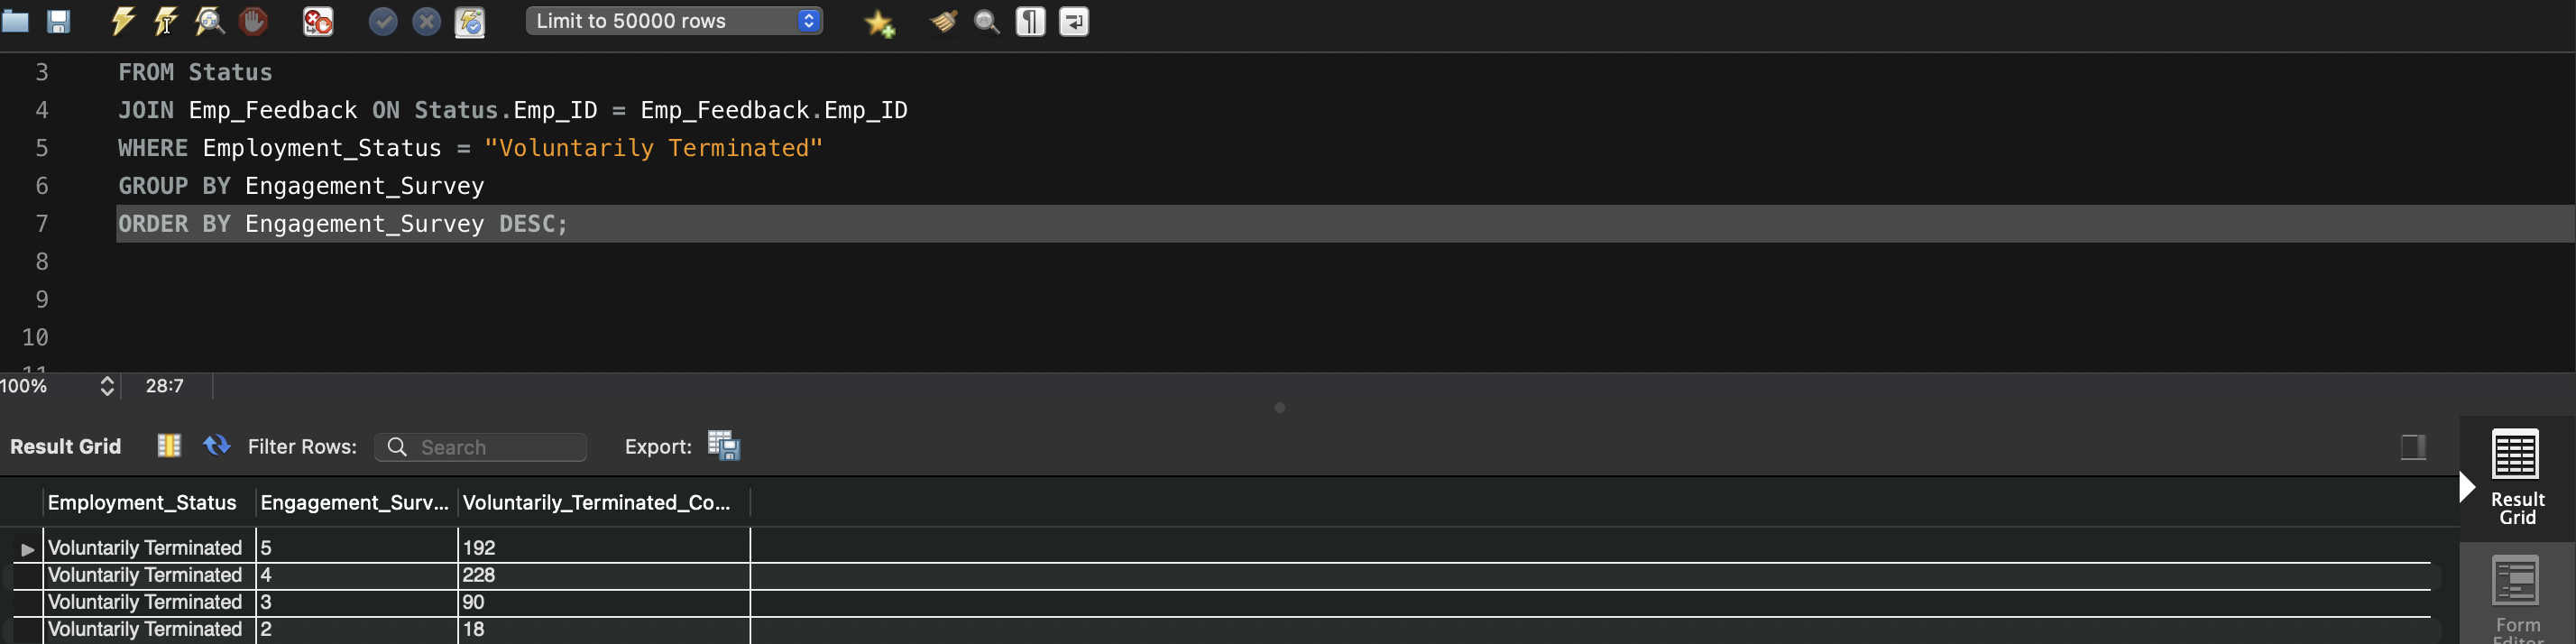 Limit to 50000 rows
3 FROM Status
4 JOIN Emp_Feedback ON Status.Emp_ID = Emp_Feedback.Emp_ID
5 WHERE Employment_Status = "Voluntarily Terminated"
6 GROUP BY Engagement_Survey
7 ORDER BY Engagement_Survey DESC;
8
9
10
11
100% 28:7
Result Grid Filter Rows: Search Export:
Result
Grid
Employment_Status Engagement_Surv... Voluntarily_Terminated_Co...
Voluntarily Terminated 5 192
Voluntarily Terminated 4 228
Voluntarily Terminated 3 90
Voluntarily Terminated 2 18
Form
Editor